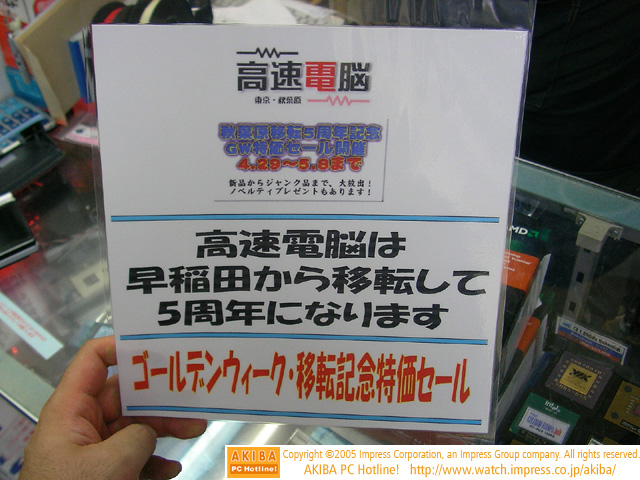 高速電脳
東京・秋葉原
秋葉原移転5周年記念
GW特価セール開催
4.29〜5.8まで
新品からジャンク品まで、大放出!
ノベルティプレゼントもあります!
高速電脳は
早稲田から移転して
5周年になります
ゴールデンウィーク・移転記念特価セール
AMD
VIA
intel
AKIBA
PC Hotline!
Copyright ©2005 Impress Corporation, an Impress Group company. All rights reserved.
AKIBA PC Hotline! http://www.watch.impress.co.jp/akiba/